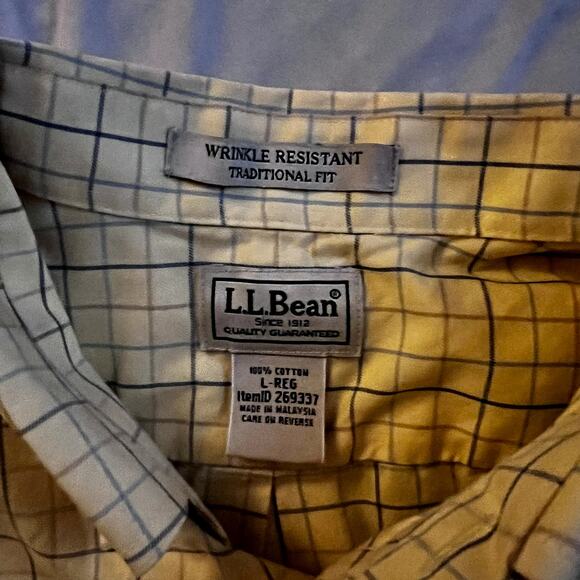 WRINKLE RESISTANT
TRADITIONAL FIT
L.L.Bean®
Since 1912
QUALITY GUARANTEED
100% COTTON
L-REG
ItemID 269337
MADE IN MALAYSIA
CARE ON REVERSE